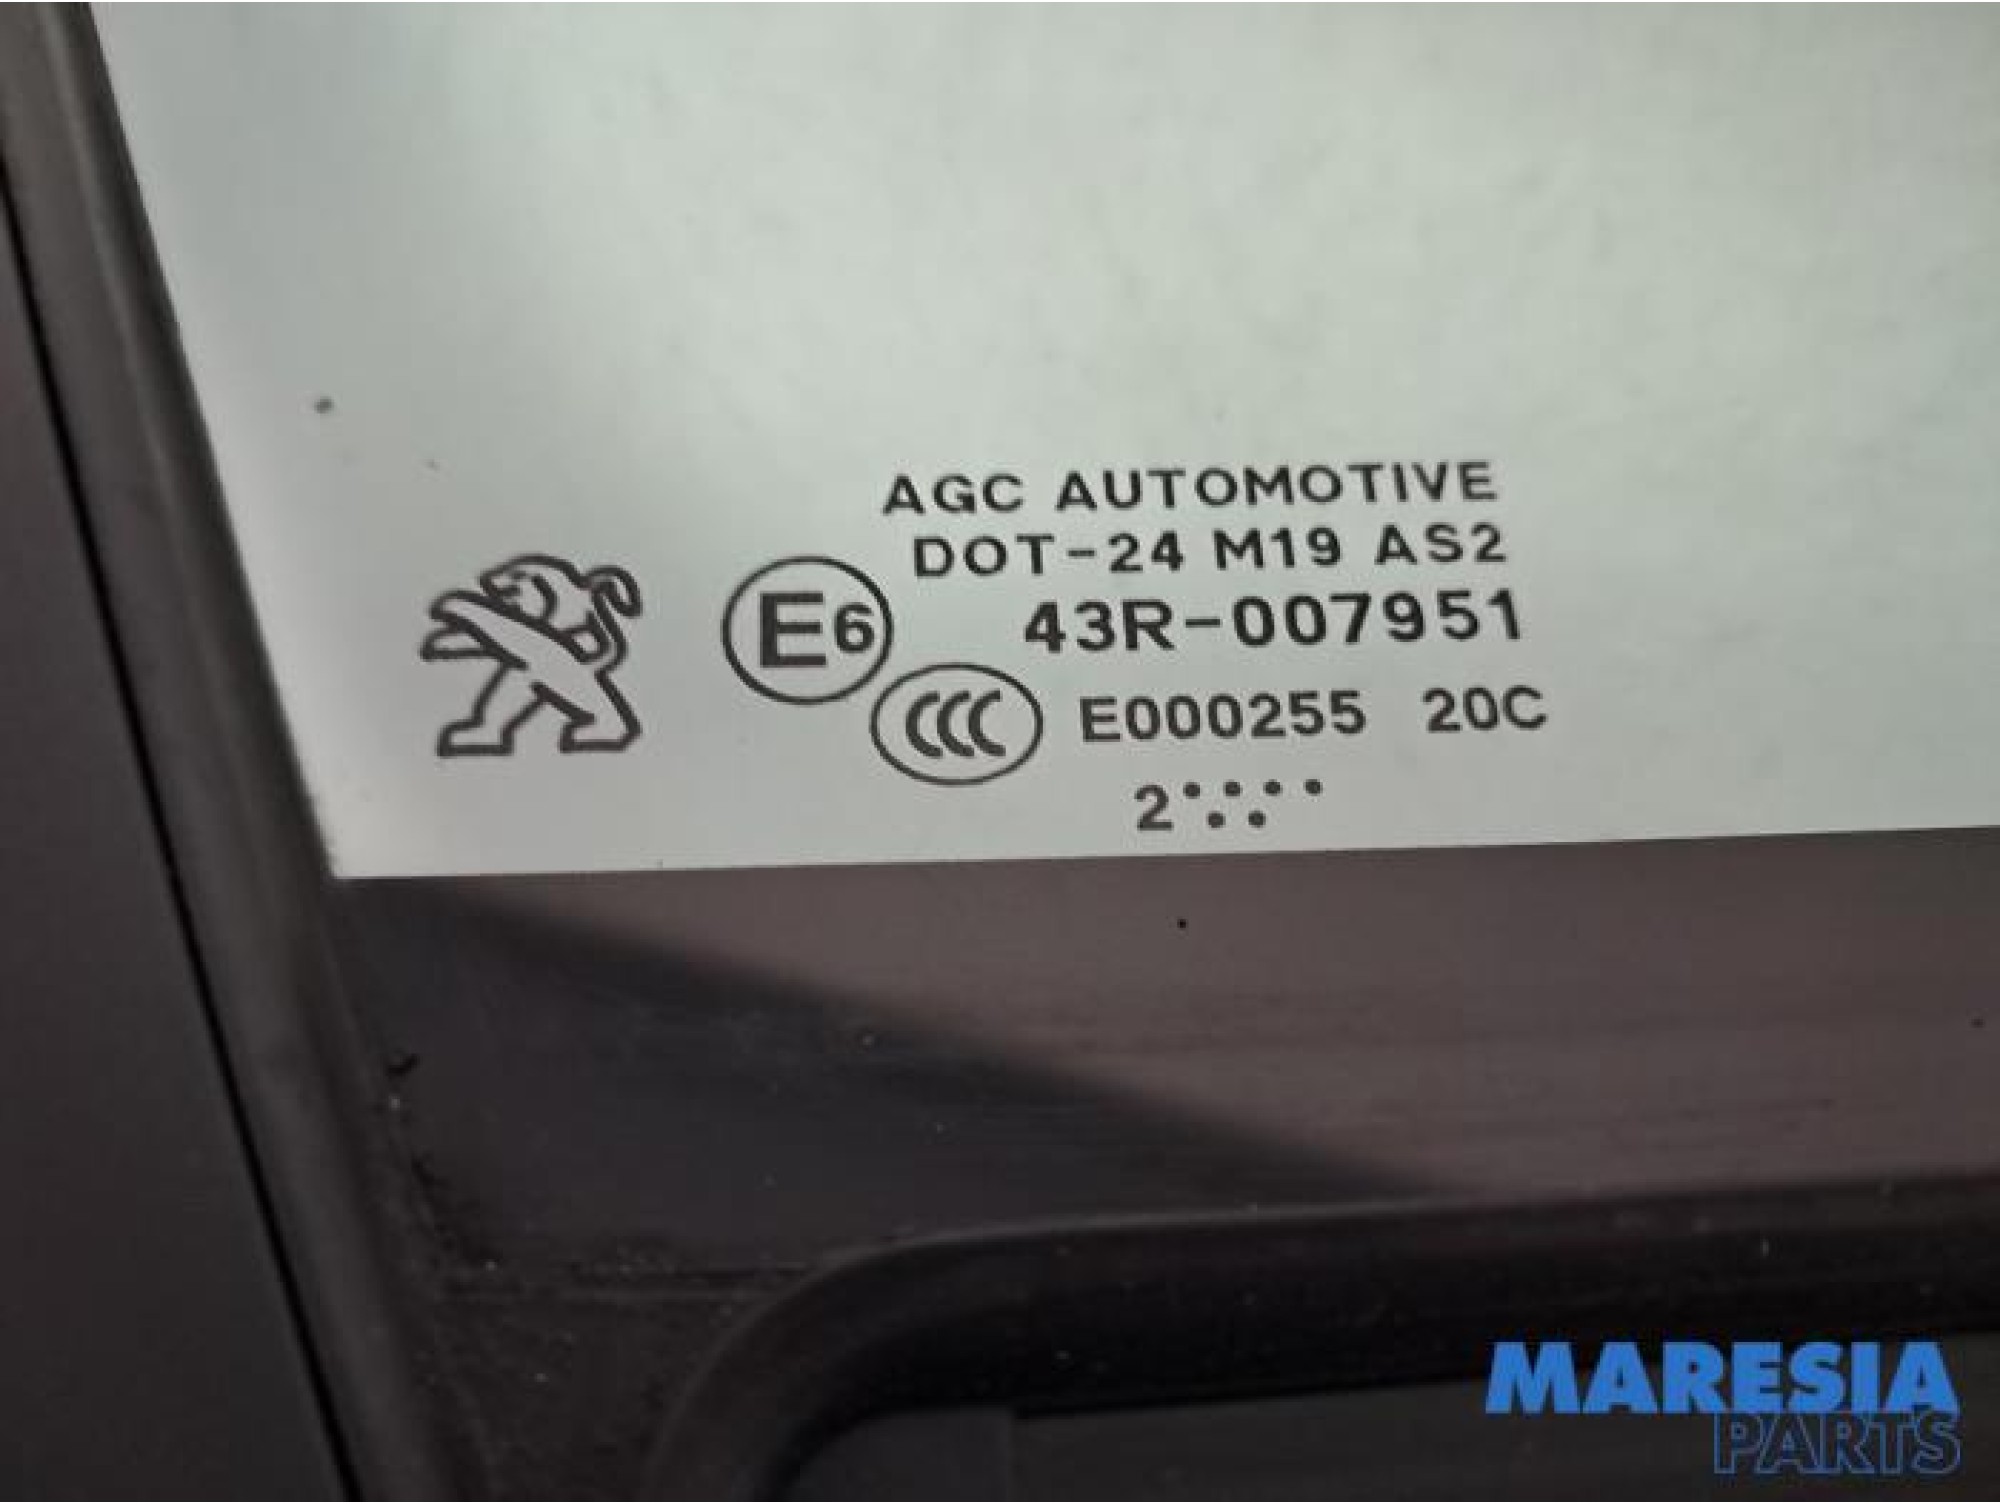 AGC AUTOMOTIVE
DOT-24 M19 AS2
E6 43R-007951
CCC E000255 20C
2
MARESIA
PARTS